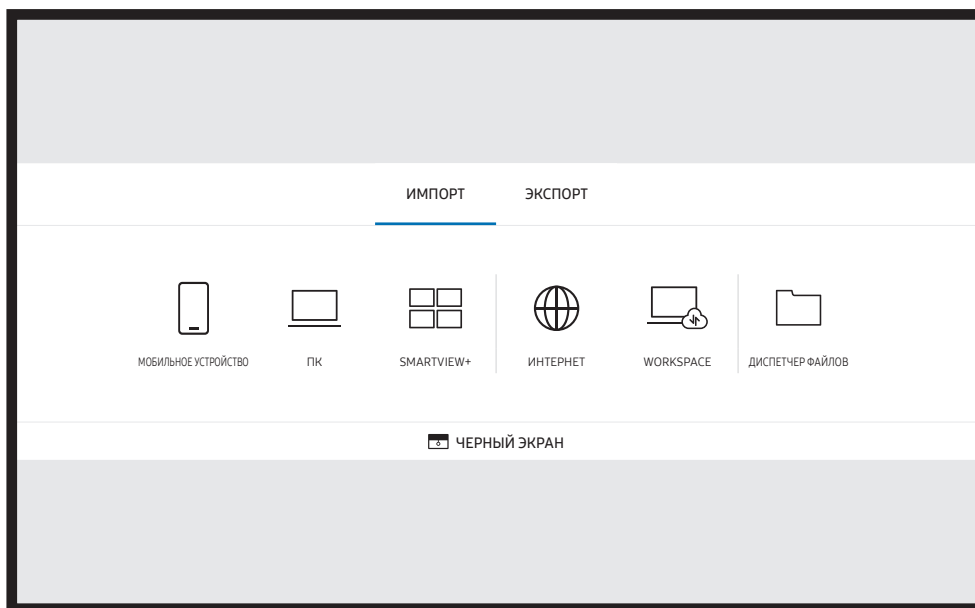 ИМПОРТ ЭКСПОРТ
МОБИЛЬНОЕ УСТРОЙСТВО ПК SMARTVIEW+ ИНТЕРНЕТ WORKSPACE ДИСПЕТЧЕР ФАЙЛОВ
ЧЕРНЫЙ ЭКРАН